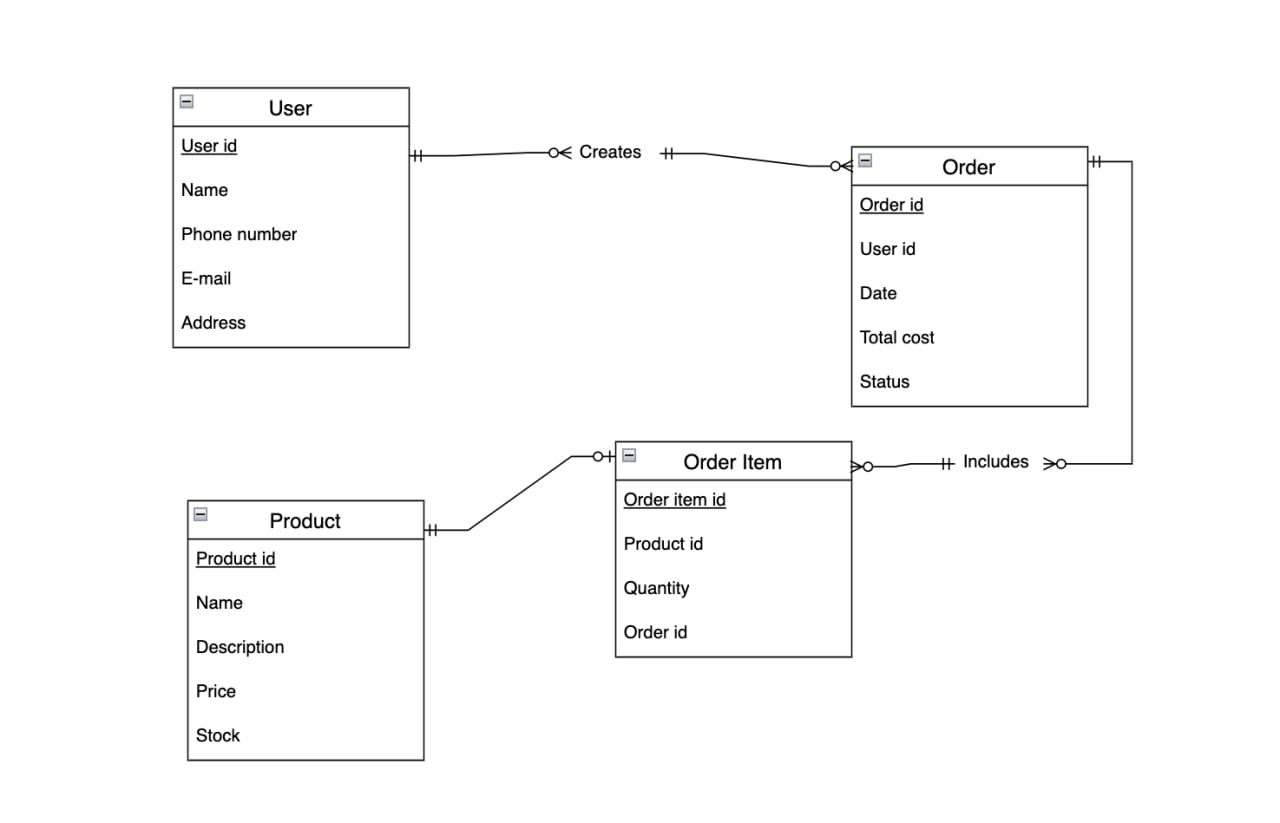 User
User id
Name
Phone number
E-mail
Address
Creates
Order
Order id
User id
Date
Total cost
Status
Includes
Order Item
Order item id
Product id
Quantity
Order id
Product
Product id
Name
Description
Price
Stock